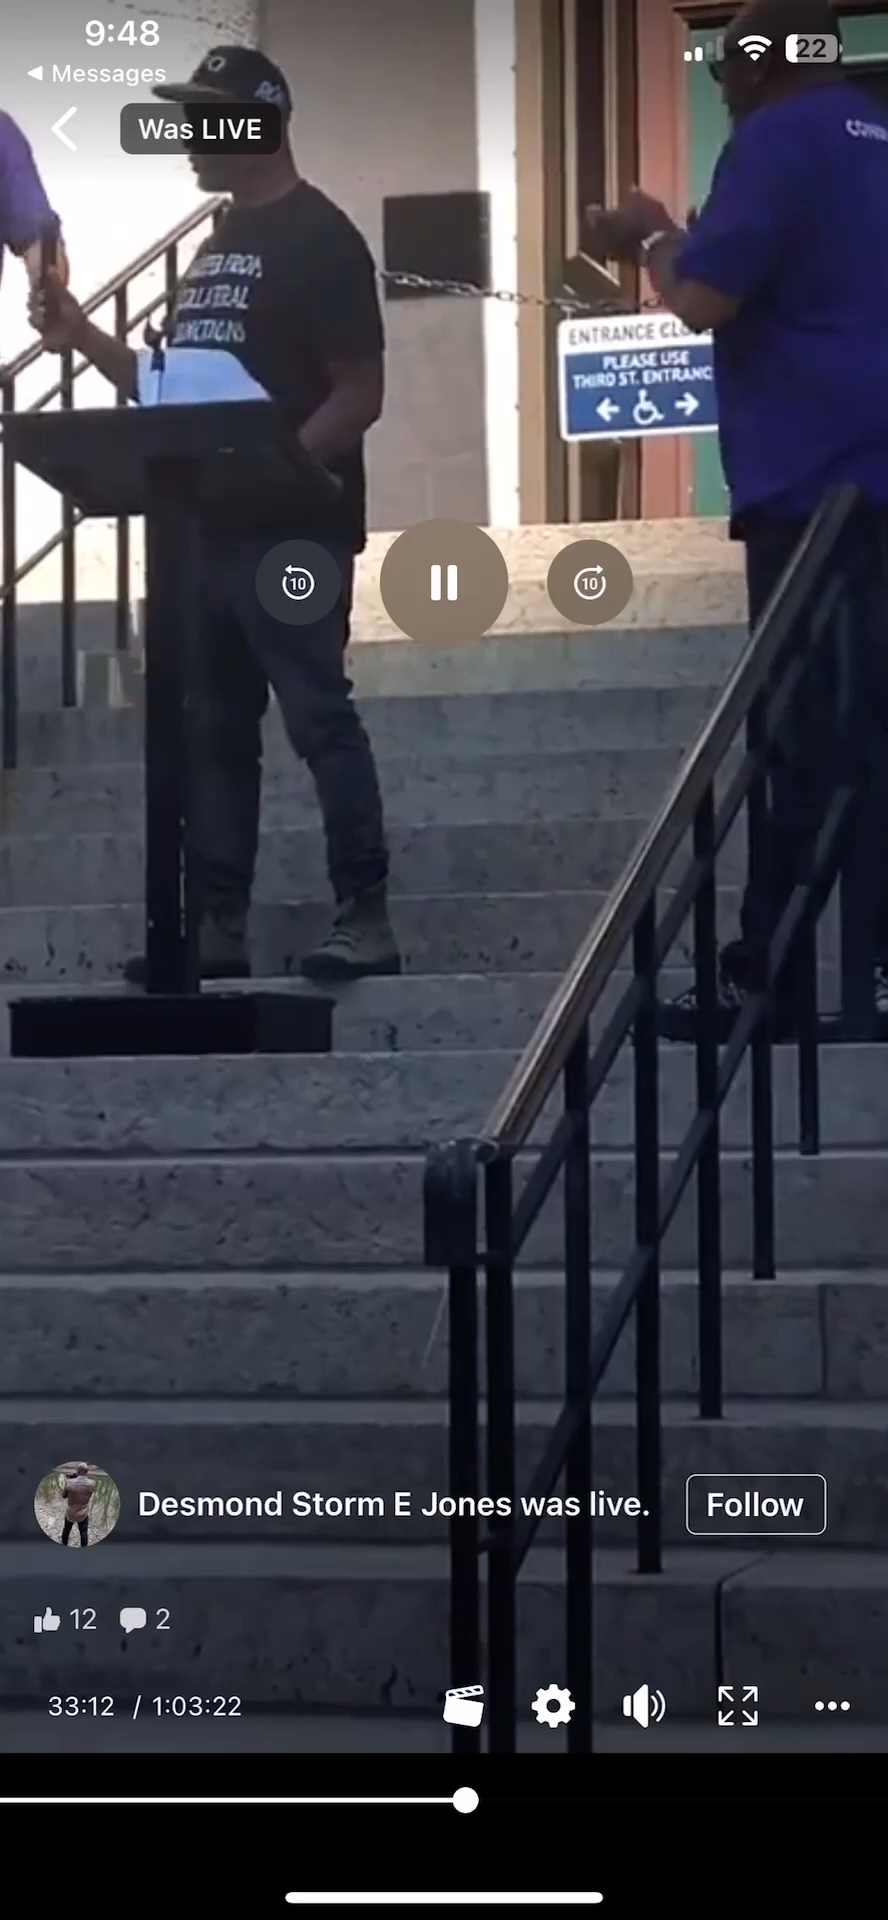 9:48
22
Messages
Was LIVE
FROM
ENTRANCE
PLEASE USE
THIRD ST. ENTRANC
10
10
Desmond Storm E Jones was live.
Follow
12
2
33:12 / 1:03:22